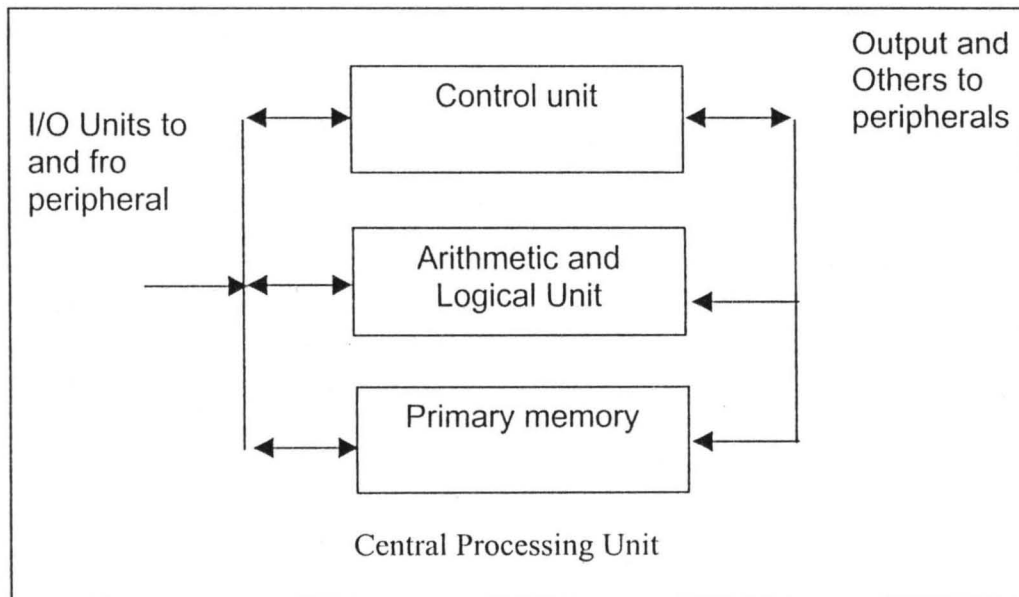 Output and
Others to
peripherals
Control unit
I/O Units to
and fro
peripheral
Arithmetic and
Logical Unit
Primary memory
Central Processing Unit